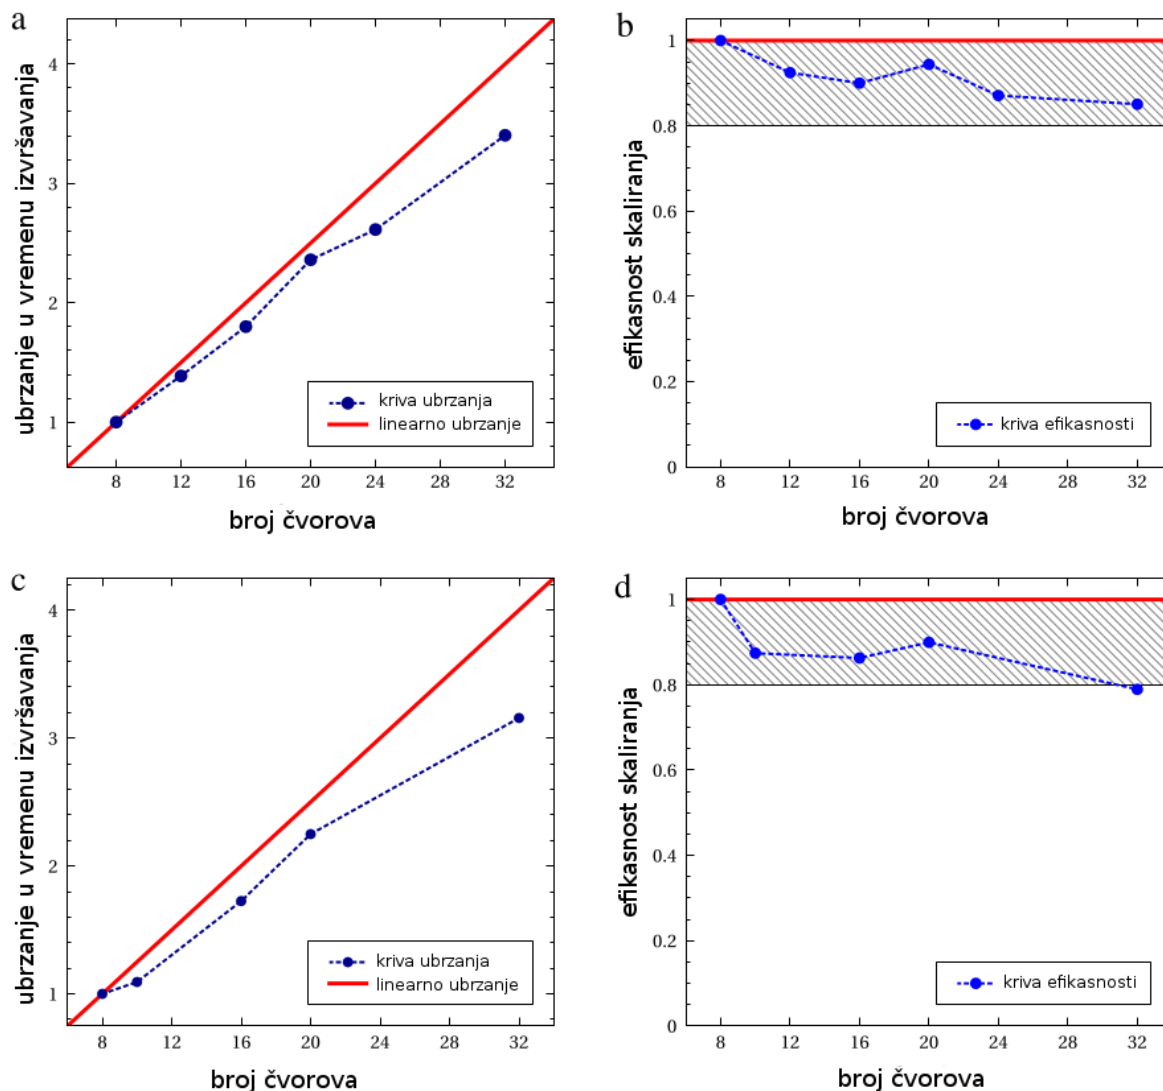 a
ubrzanje u vremenu izvršavanja
4
3
2
1
kriva ubrzanja
linearno ubrzanje
8 12 16 20 24 28 32
broj čvorova
b
efikasnost skaliranja
1
0.8
0.6
0.4
0.2
0
kriva efikasnosti
8 12 16 20 24 28 32
broj čvorova
c
ubrzanje u vremenu izvršavanja
4
3
2
1
kriva ubrzanja
linearno ubrzanje
8 12 16 20 24 28 32
broj čvorova
d
efikasnost skaliranja
1
0.8
0.6
0.4
0.2
0
kriva efikasnosti
8 12 16 20 24 28 32
broj čvorova